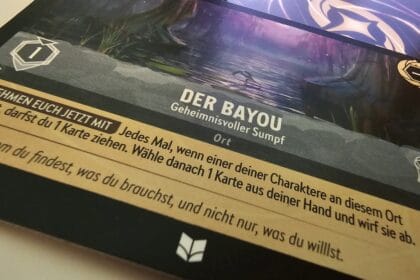 1
DER BAYOU
Geheimnisvoller Sumpf
Ort
EHMEN EUCH JETZT MIT Jedes Mal, wenn einer deiner Charaktere an diesem Ort
darfst du 1 Karte ziehen. Wähle danach 1 Karte aus deiner Hand und wirf sie ab.
du findest, was du brauchst, und nicht nur, was du willlst.